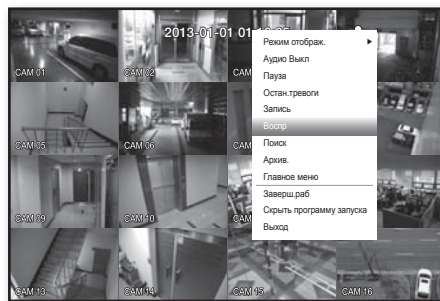 2013-01-01 01
CAM 01
CAM 02
CAM
CAM 05
CAM 06
CAM
CAM 09
CAM 10
CAM
CAM 13
CAM 14
CAM 15
CAM 16
Режим отображ.
Аудио Выкл
Пауза
Остан.тревоги
Запись
Воспр
Поиск
Архив.
Главное меню
Заверш.раб
Скрыть программу запуска
Выход